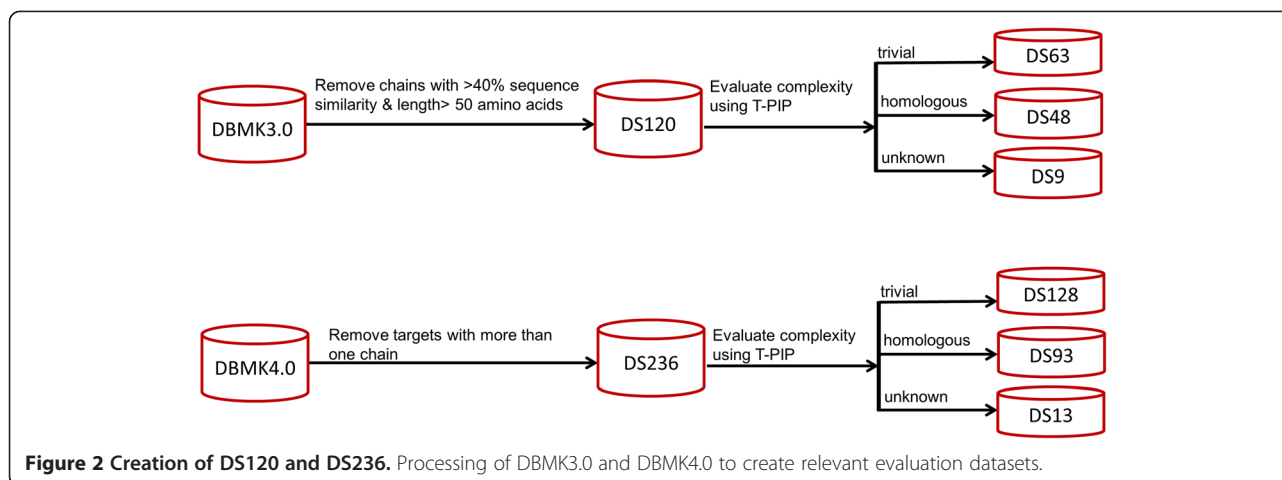 trivial
DS63
Remove chains with >40% sequence
similarity & length> 50 amino acids
Evaluate complexity
using T-PIP
homologous
DS48
DBMK3.0
DS120
unknown
DS9
trivial
DS128
Remove targets with more than
one chain
Evaluate complexity
using T-PIP
homologous
DS93
DBMK4.0
DS236
unknown
DS13
Figure 2 Creation of DS120 and DS236. Processing of DBMK3.0 and DBMK4.0 to create relevant evaluation datasets.